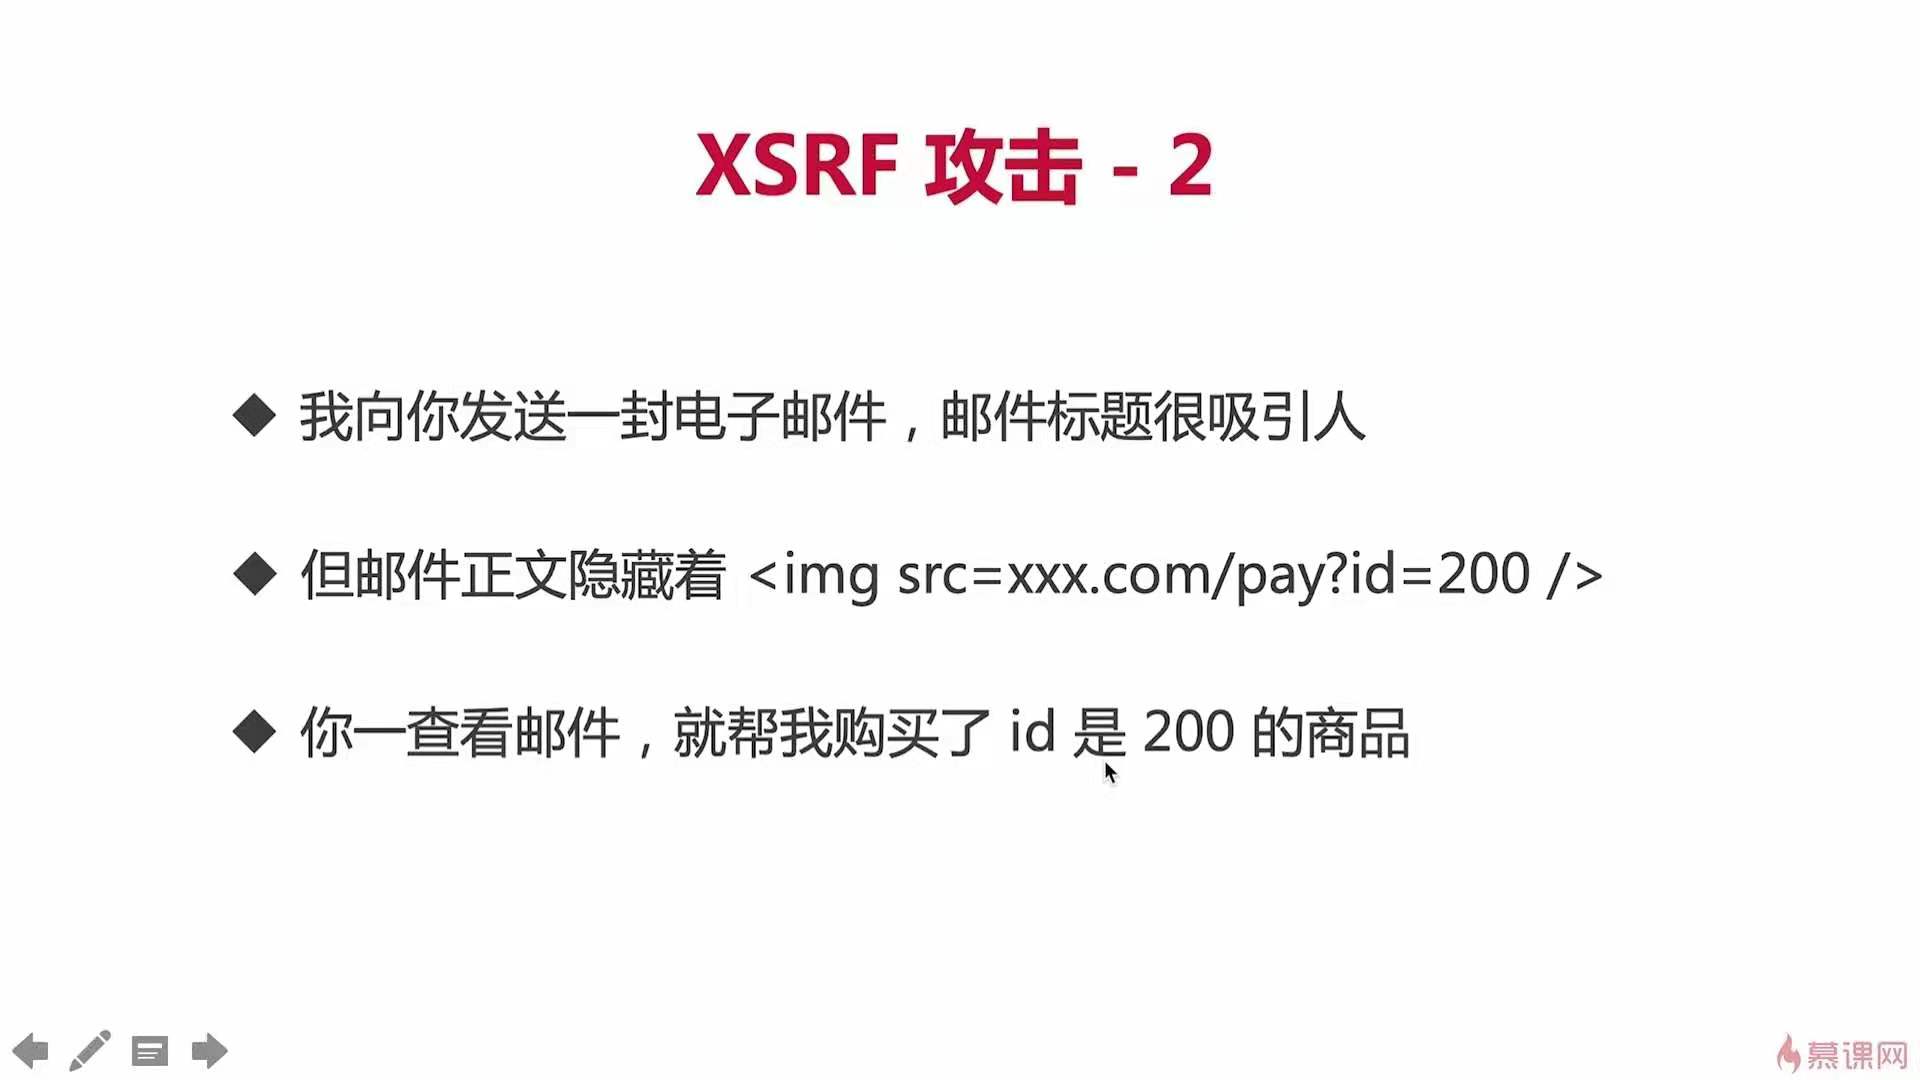 XSRF 攻击 - 2
我向你发送一封电子邮件，邮件标题很吸引人
但邮件正文隐藏着 <img src=xxx.com/pay?id=200 />
你一查看邮件，就帮我购买了 id 是 200 的商品
慕课网